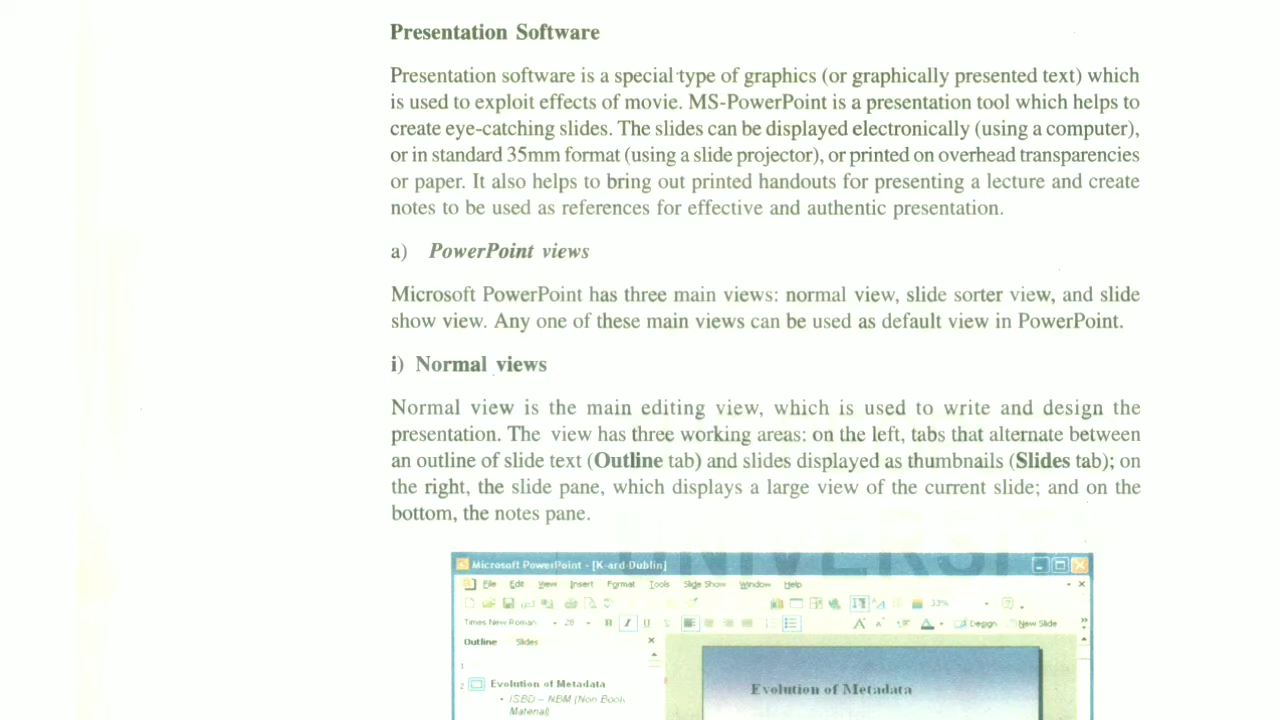 Presentation Software
Presentation software is a special type of graphics (or graphically presented text) which
is used to exploit effects of movie. MS-PowerPoint is a presentation tool which helps to
create eye-catching slides. The slides can be displayed electronically (using a computer),
or in standard 35mm format (using a slide projector), or printed on overhead transparencies
or paper. It also helps to bring out printed handouts for presenting a lecture and create
notes to be used as references for effective and authentic presentation.
a) PowerPoint views
Microsoft PowerPoint has three main views: normal view, slide sorter view, and slide
show view. Any one of these main views can be used as default view in PowerPoint.
i) Normal views
Normal view is the main editing view, which is used to write and design the
presentation. The view has three working areas: on the left, tabs that alternate between
an outline of slide text (Outline tab) and slides displayed as thumbnails (Slides tab); on
the right, the slide pane, which displays a large view of the current slide; and on the
bottom, the notes pane.
Microsoft PowerPoint - [K-ard-Dublin]
File Edit View Insert Format Tools Slide Show Window Help
33%
Times New Roman 28 B I U S Design New Slide
Outline Slides
1
2 Evolution of Metadata
• ISBD – NBM (Non Book
Material)
Evolution of Metadata